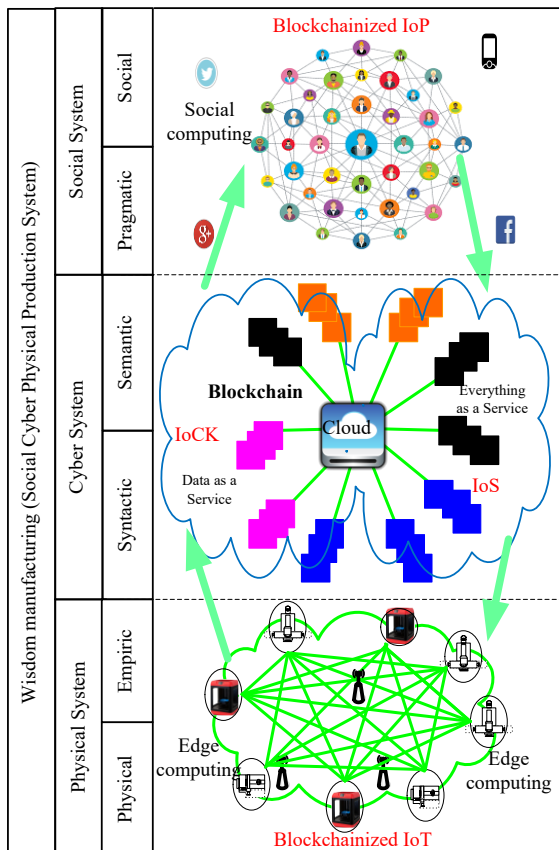 Wisdom manufacturing (Social Cyber Physical Production System)
Social System
Social
Pragmatic
Blockchainized IoP
Social
computing
g+
f
Cyber System
Semantic
Syntactic
Blockchain
Everything
as a Service
Cloud
IoCK
IoS
Data as a
Service
Physical System
Empiric
Physical
Edge
computing
Edge
computing
Blockchainized IoT